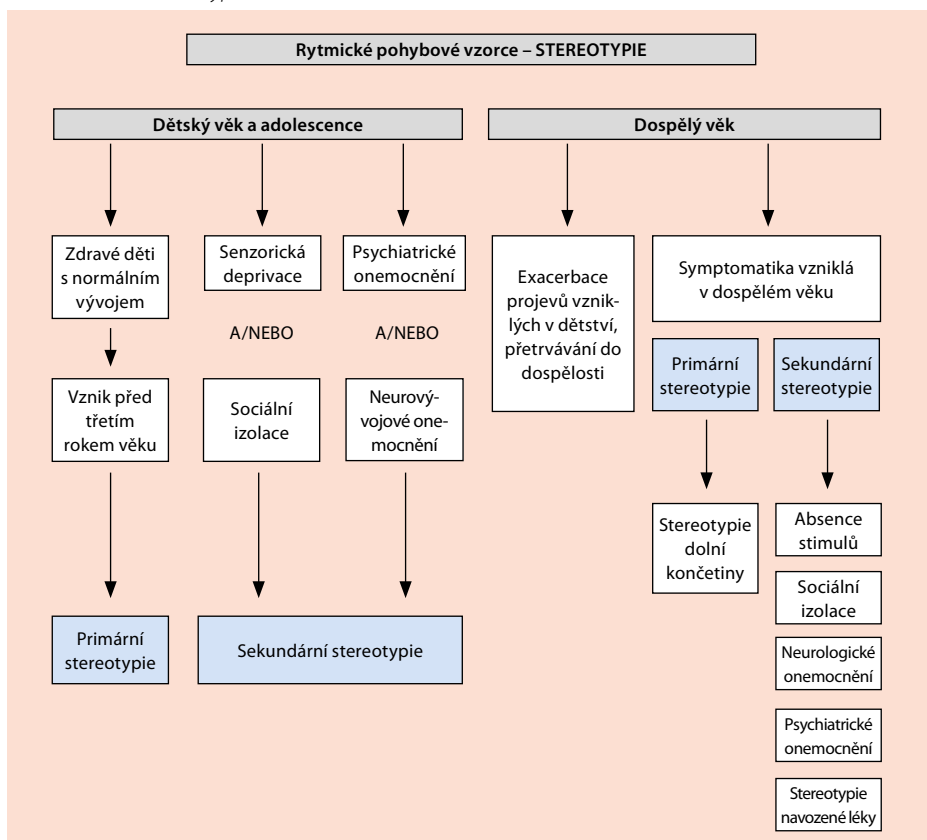 Rytmické pohybové vzorce – STEREOTYPIE
Dětský věk a adolescence
Zdravé děti
s normálním
vývojem
Vznik před
třetím
rokem věku
Primární
stereotypie
Senzorická
deprivace
A/NEBO
Sociální
izolace
Psychiatrické
onemocnění
A/NEBO
Neurový-
vojové one-
mocnění
Sekundární stereotypie
Dospělý věk
Exacerbace
projevů vznik-
lých v dětství,
přetrvávání do
dospělosti
Symptomatika vzniklá
v dospělém věku
Primární
stereotypie
Stereotypie
dolní
končetiny
Sekundární
stereotypie
Absence
stimulů
Sociální
izolace
Neurologické
onemocnění
Psychiatrické
onemocnění
Stereotypie
navozené léky